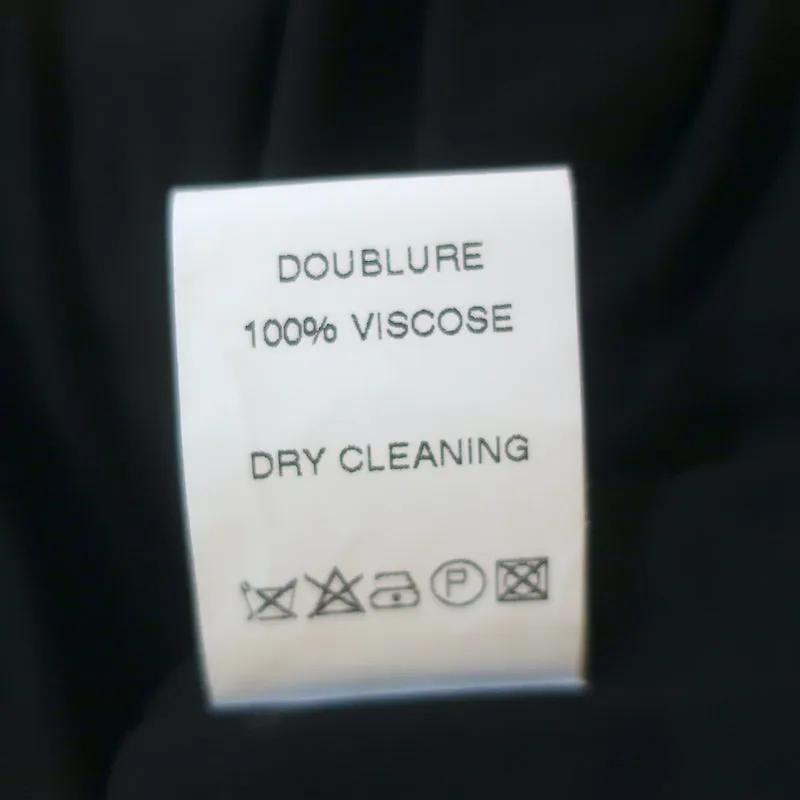 DOUBLURE
100% VISCOSE
DRY CLEANING
P